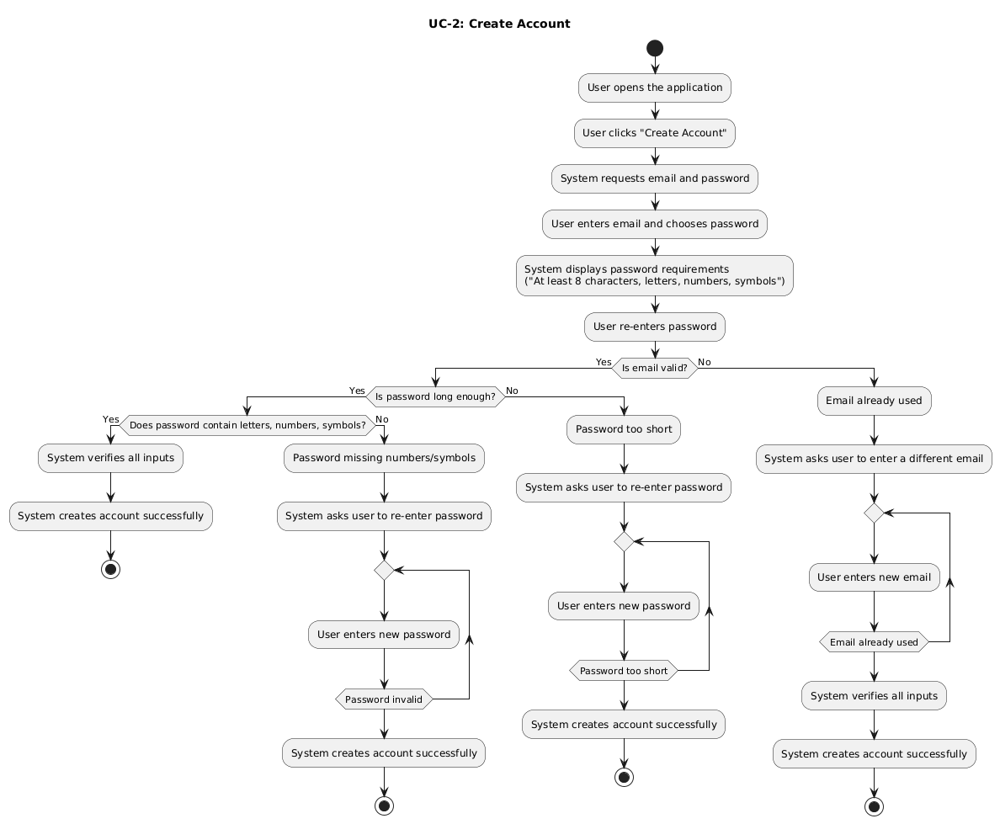 UC-2: Create Account
User opens the application
User clicks "Create Account"
System requests email and password
User enters email and chooses password
System displays password requirements
("At least 8 characters, letters, numbers, symbols")
User re-enters password
Yes
Is email valid?
No
Yes
Is password long enough?
No
Yes
Does password contain letters, numbers, symbols?
No
System verifies all inputs
System creates account successfully
Password missing numbers/symbols
System asks user to re-enter password
User enters new password
Password invalid
System creates account successfully
Password too short
System asks user to re-enter password
User enters new password
Password too short
System creates account successfully
Email already used
System asks user to enter a different email
User enters new email
Email already used
System verifies all inputs
System creates account successfully